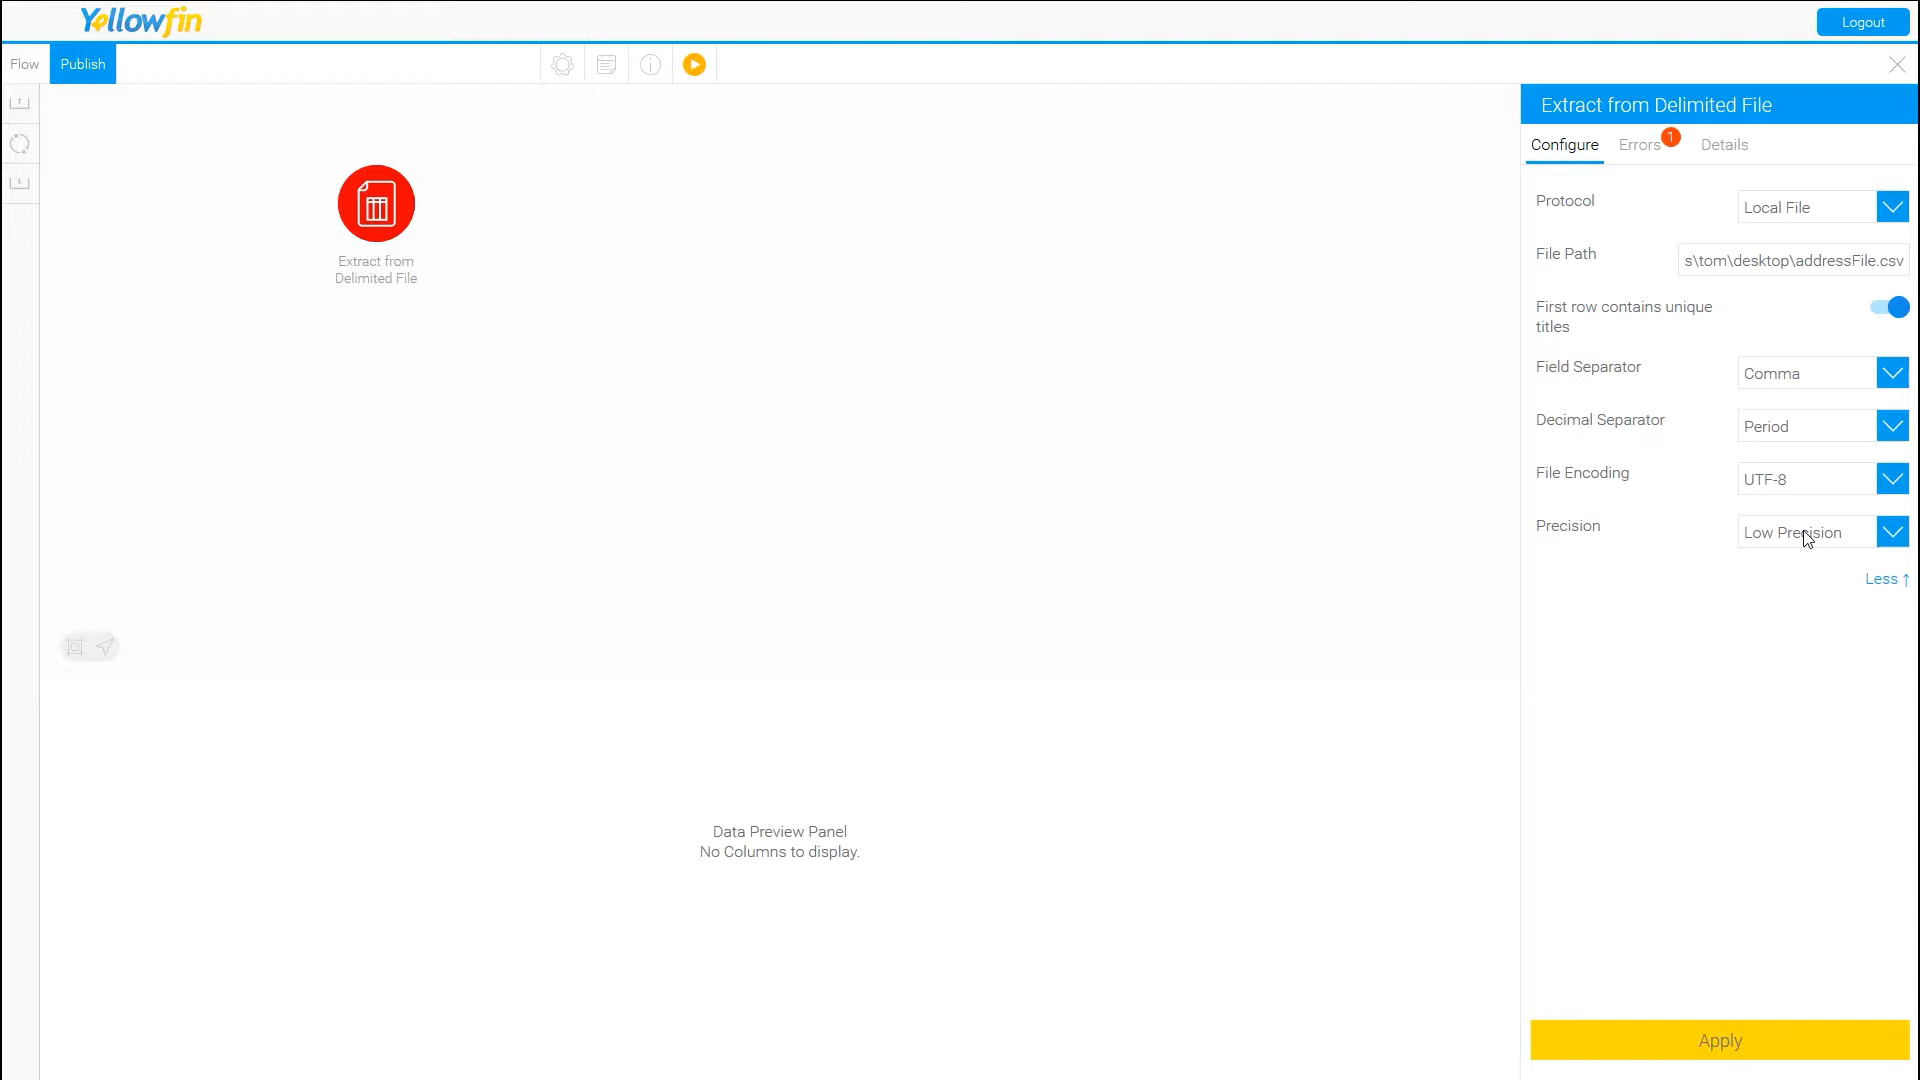 Yellowfin
Logout
Flow
Publish
Extract from Delimited File
Configure
Errors
1
Details
Protocol
Local File
File Path
s\tom\desktop\addressFile.csv
First row contains unique
titles
Field Separator
Comma
Decimal Separator
Period
File Encoding
UTF-8
Precision
Low Precision
Less ↑
Extract from
Delimited File
Data Preview Panel
No Columns to display.
Apply